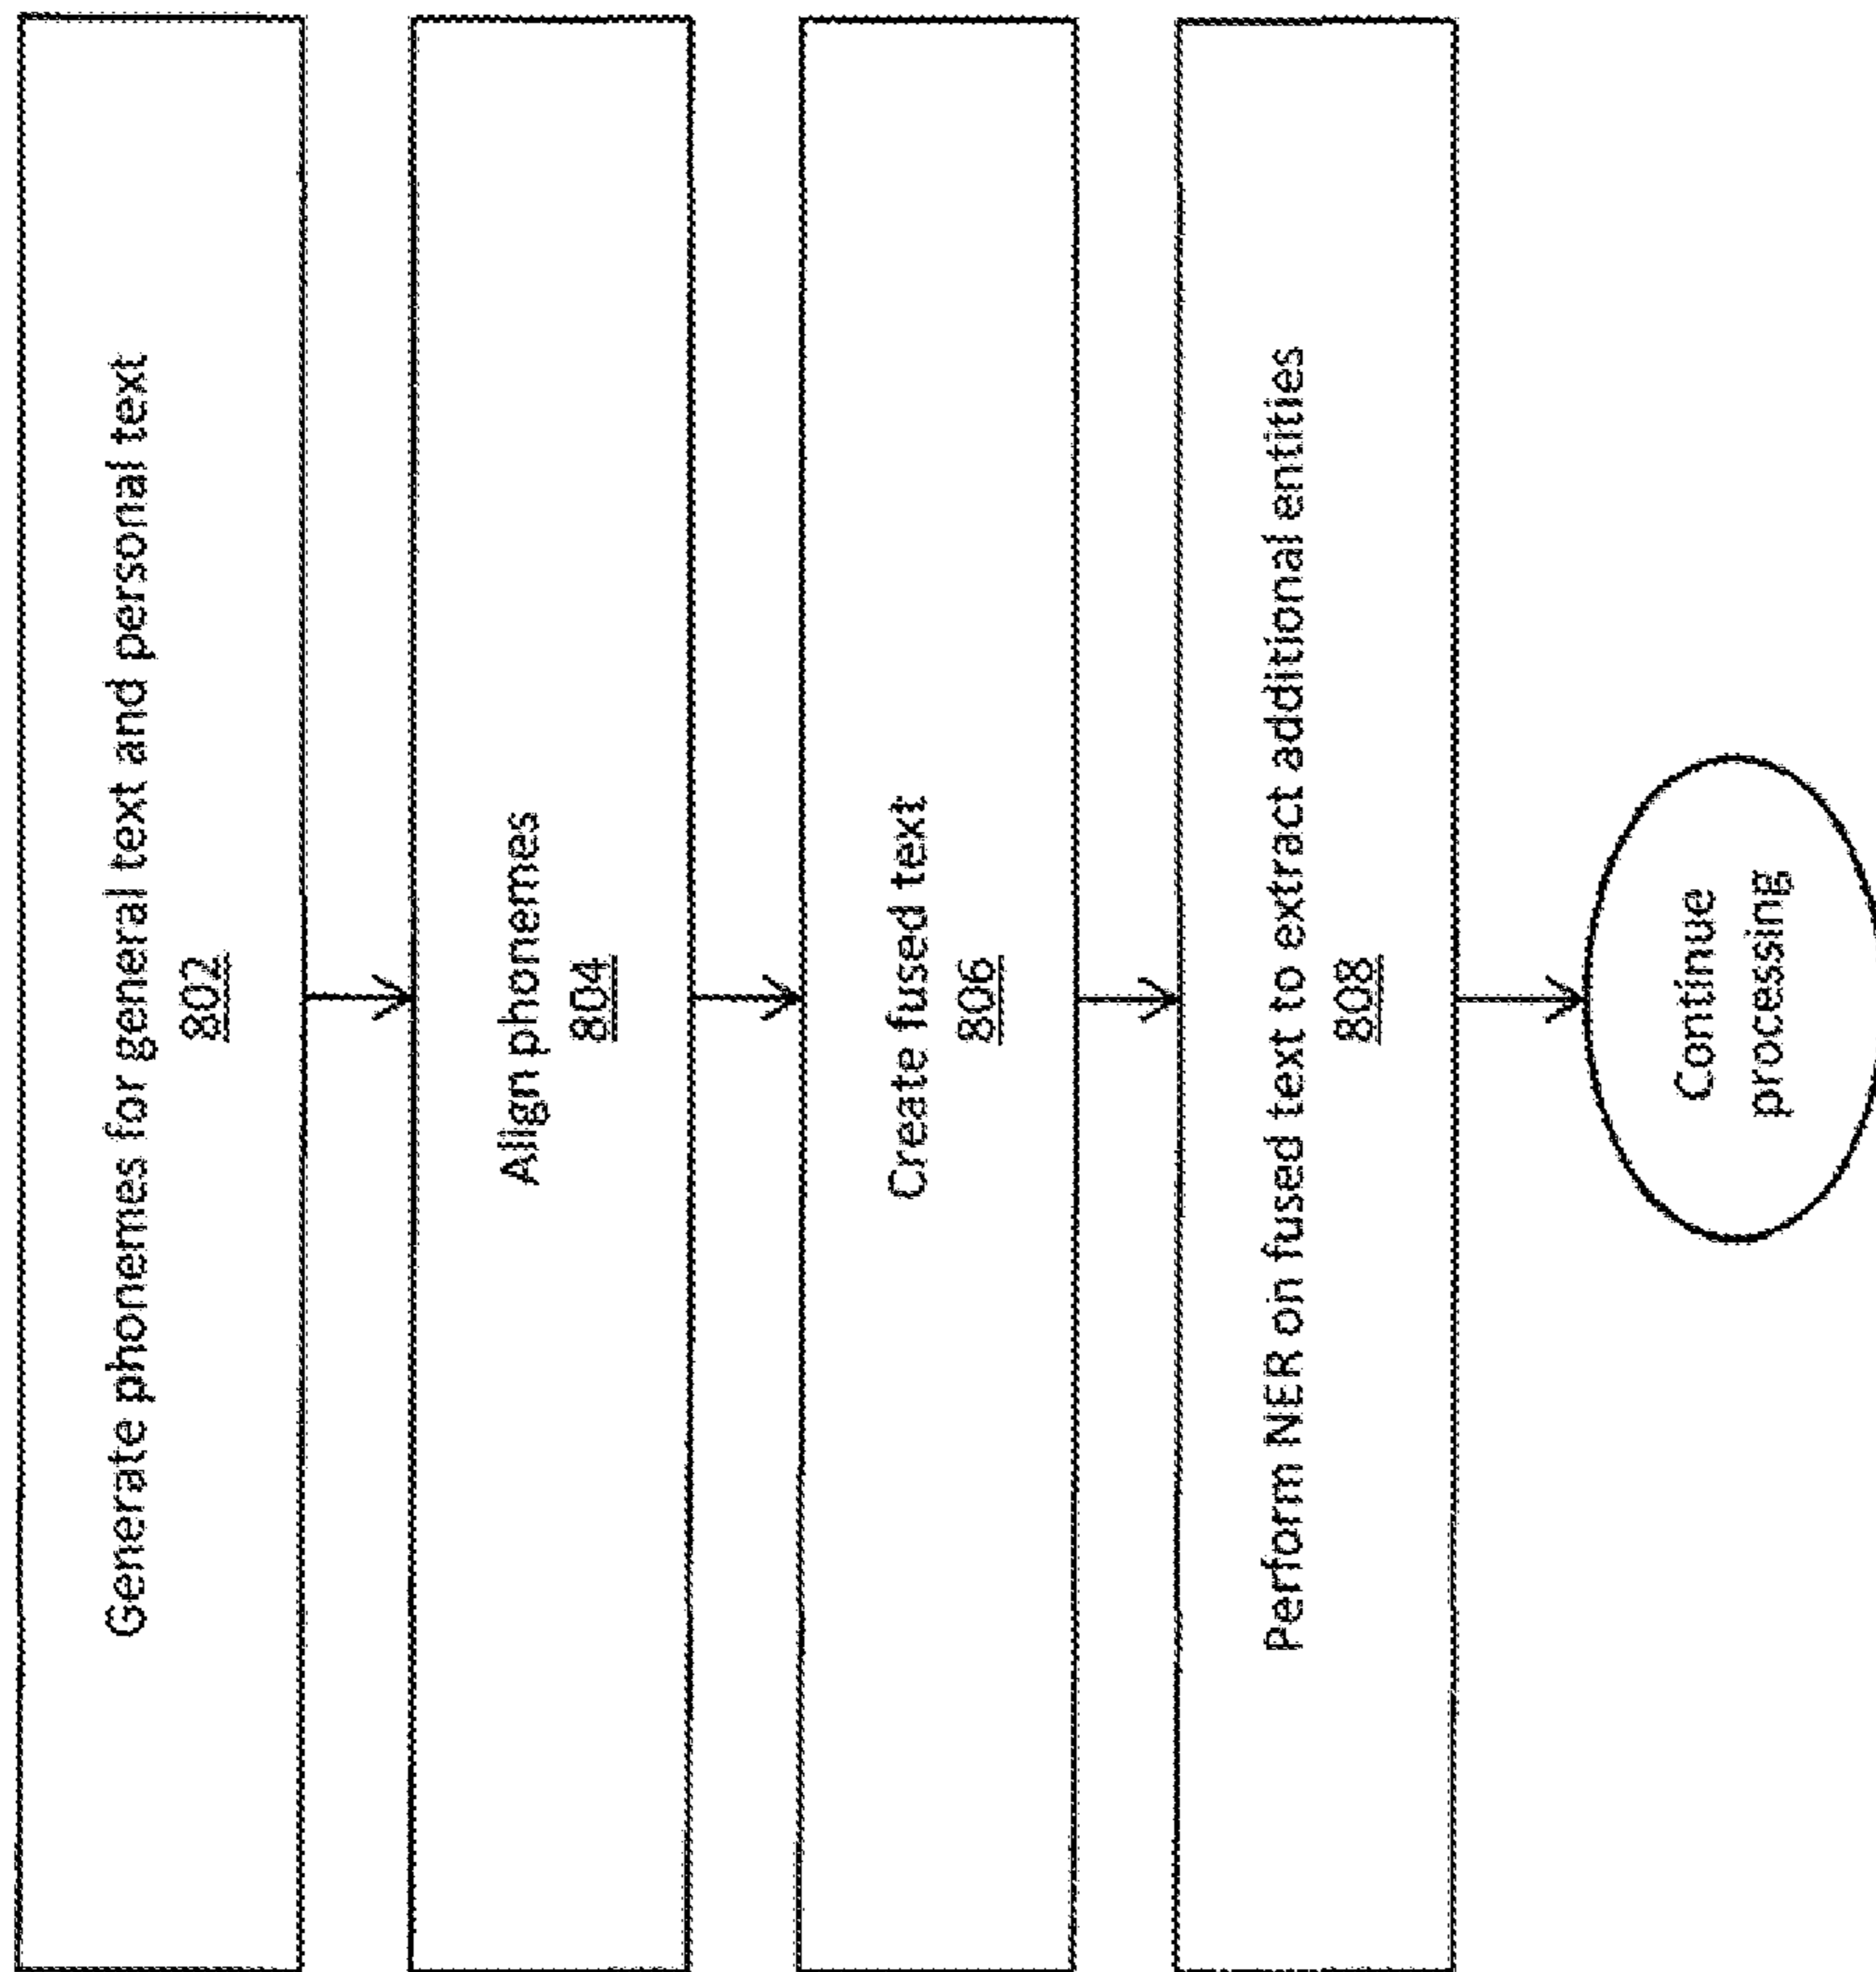 Generate phonemes for general text and personal text
802
Align phonemes
804
Create fused text
806
Perform NER on fused text to extract additional entities
808
Continue
processing